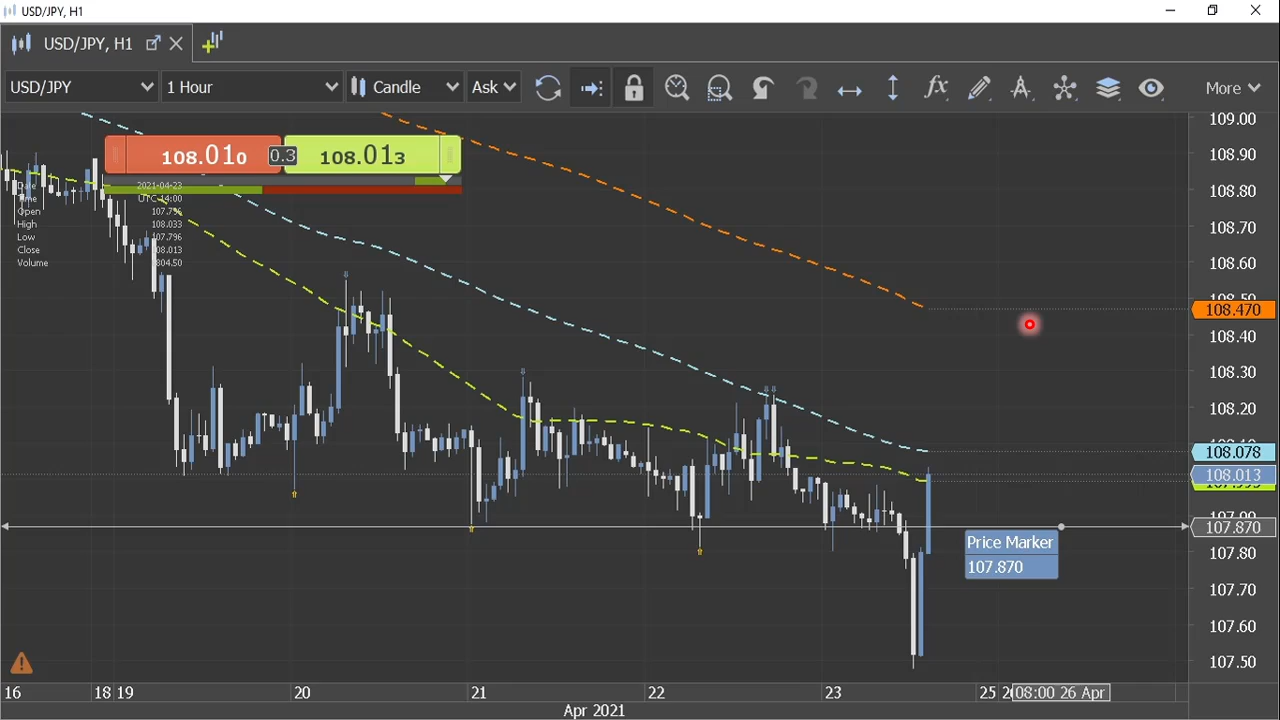 USD/JPY, H1
USD/JPY, H1
USD/JPY 1 Hour Candle Ask More
108.010 0.3 108.013
Date 2021-04-23
Time UTC 14:00
Open
High 108.033
Low 107.796
Close 108.013
Volume
109.00
108.90
108.80
108.70
108.60
108.50
108.470
108.40
108.30
108.20
108.078
108.013
107.870
107.80
107.70
107.60
107.50
Price Marker
107.870
16 18 19 20 21 22 23 25 08:00 26 Apr
Apr 2021